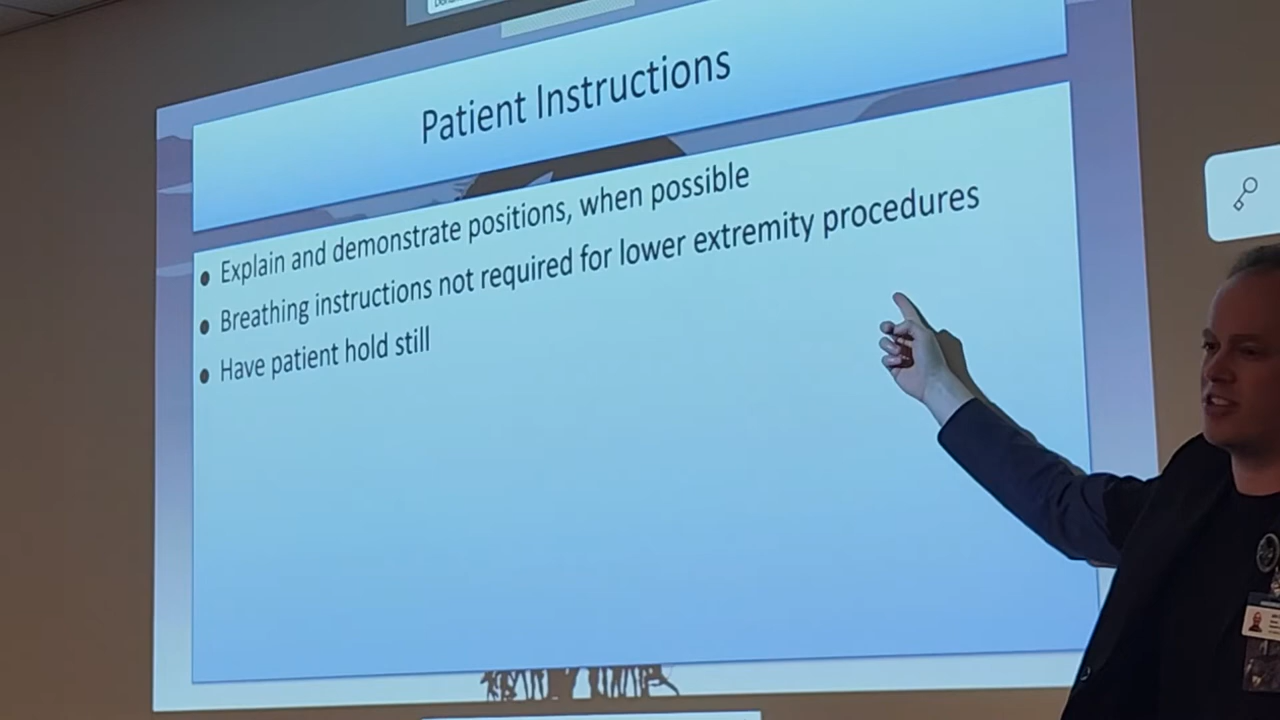 Patient Instructions
Explain and demonstrate positions, when possible
Breathing instructions not required for lower extremity procedures
Have patient hold still